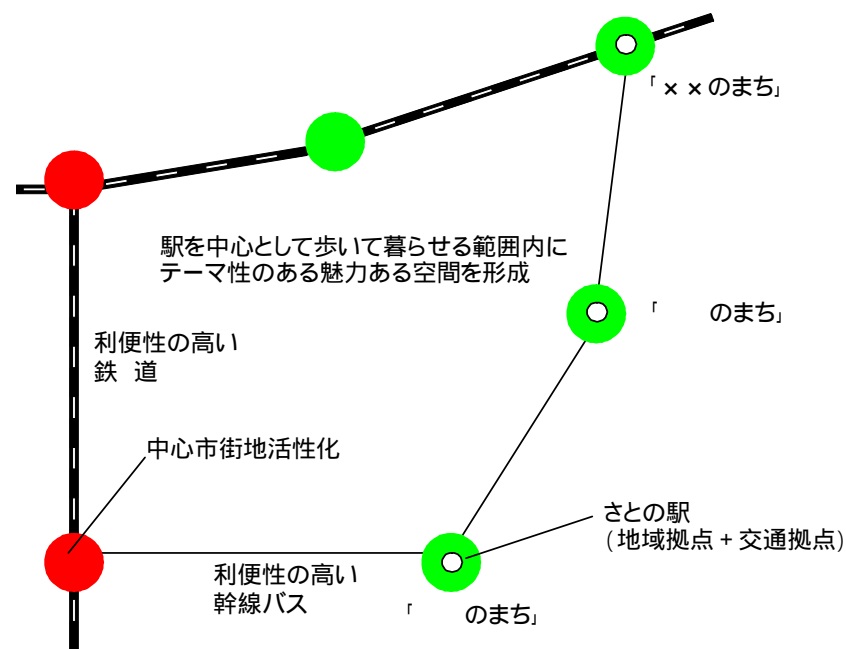 「××のまち」
駅を中心として歩いて暮らせる範囲内に
テーマ性のある魅力ある空間を形成
「　　のまち」
利便性の高い
鉄 道
中心市街地活性化
さとの駅
(地域拠点＋交通拠点)
利便性の高い
幹線バス
「　　のまち」